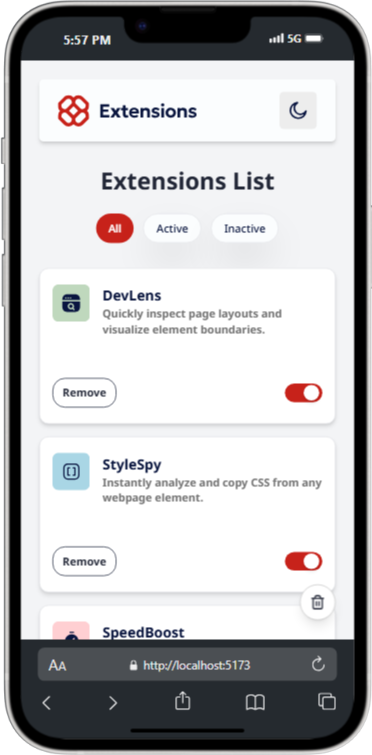 5:57 PM
5G
Extensions
Extensions List
All
Active
Inactive
DevLens
Quickly inspect page layouts and
visualize element boundaries.
Remove
StyleSpy
Instantly analyze and copy CSS from any
webpage element.
Remove
SpeedBoost
AA
http://localhost:5173